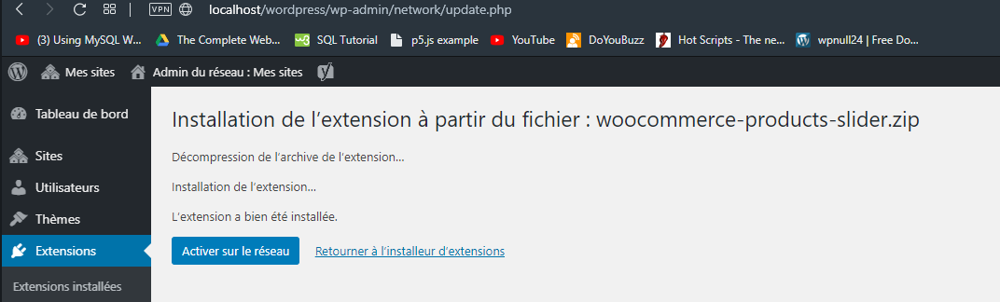 VPN localhost/wordpress/wp-admin/network/update.php
(3) Using MySQL W... The Complete Web... SQL Tutorial p5.js example YouTube DoYouBuzz Hot Scripts - The ne... wpnull24 | Free Do...
Mes sites Admin du réseau : Mes sites
Tableau de bord
Sites
Utilisateurs
Thèmes
Extensions
Extensions installées
Installation de l’extension à partir du fichier : woocommerce-products-slider.zip
Décompression de l’archive de l’extension…
Installation de l’extension…
L’extension a bien été installée.
Activer sur le réseau Retourner à l’installeur d’extensions